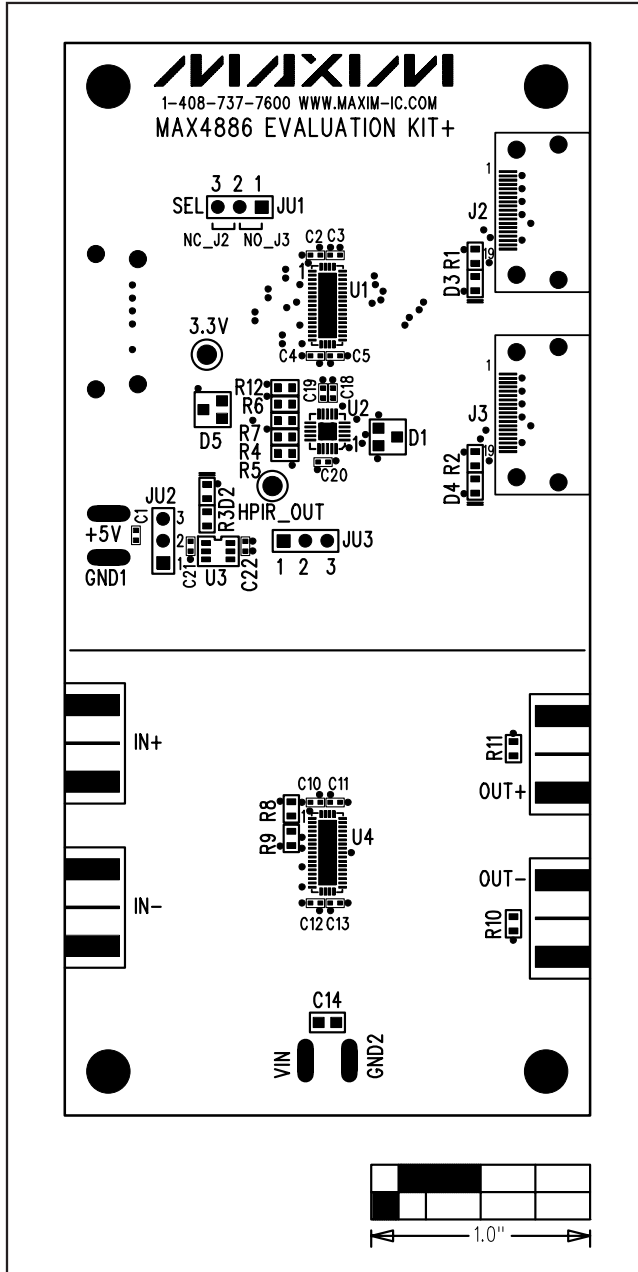 MAXIM
1-408-737-7600 WWW.MAXIM-IC.COM
MAX4886 EVALUATION KIT+
3 2 1
SEL JU1
NC_J2 NO_J3
1
J2
19
R1
D3
C2 C3
1
U1
3.3V
C4 C5
1
J3
19
R2
D4
C19 C18
R12
R6
R7
R4
R5
U2
1
D5
D1
C20
HPIR_OUT
R3 D2
JU2
3
2
1
C1
+5V
GND1
C21
U3
C22
JU3
1 2 3
IN+
R11
OUT+
C10 C11
R8
1
R9
U4
C12 C13
IN-
OUT-
R10
C14
VIN
GND2
1.0"